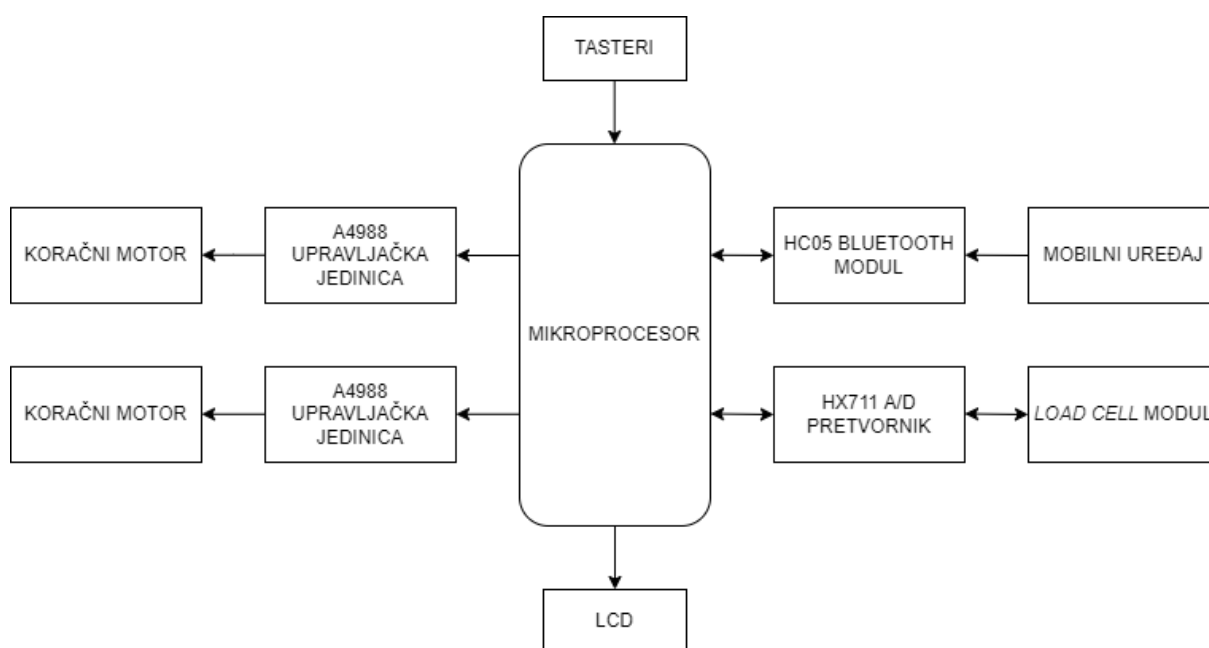 TASTERI
KORAČNI MOTOR
A4988
UPRAVLJAČKA
JEDINICA
MIKROPROCESOR
HC05 BLUETOOTH
MODUL
MOBILNI UREĐAJ
KORAČNI MOTOR
A4988
UPRAVLJAČKA
JEDINICA
HX711 A/D
PRETVORNIK
LOAD CELL MODUL
LCD